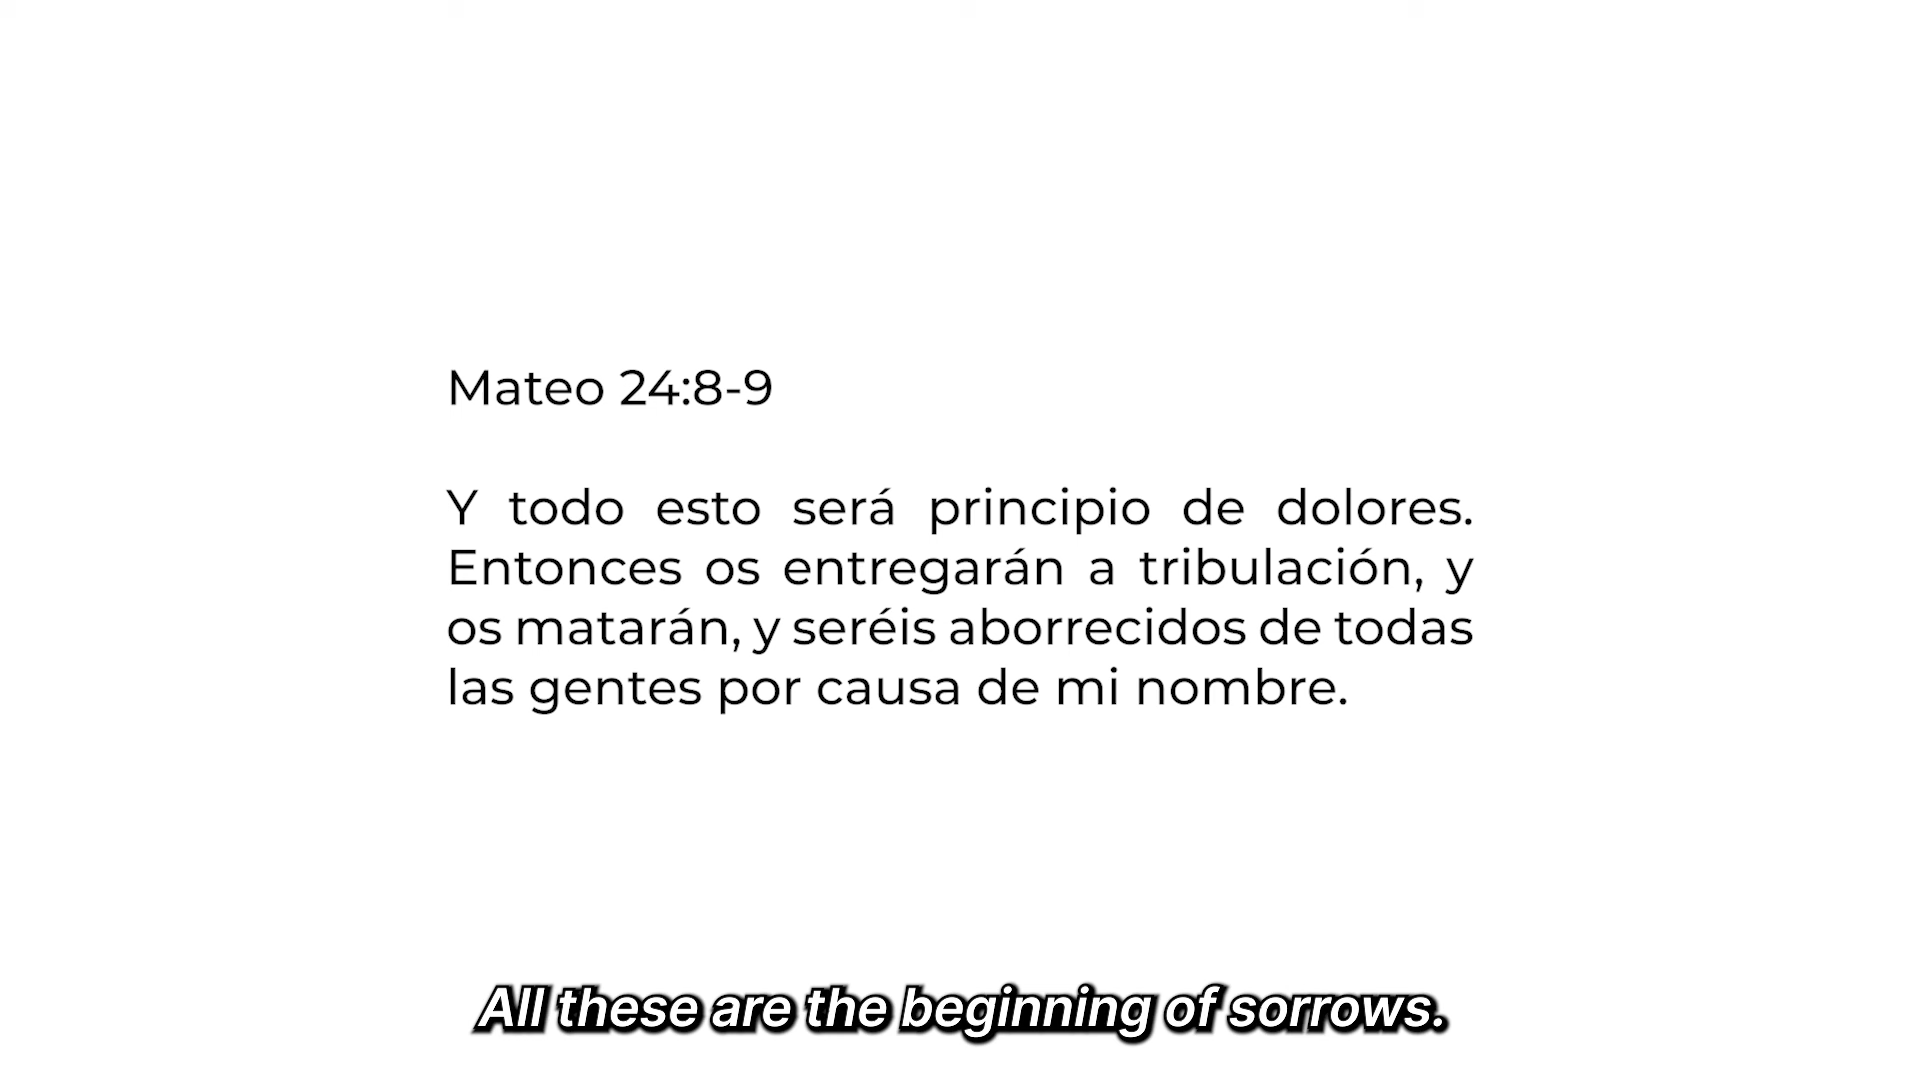 Mateo 24:8-9
Y todo esto será principio de dolores.
Entonces os entregarán a tribulación, y
os matarán, y seréis aborrecidos de todas
las gentes por causa de mi nombre.
All these are the beginning of sorrows.